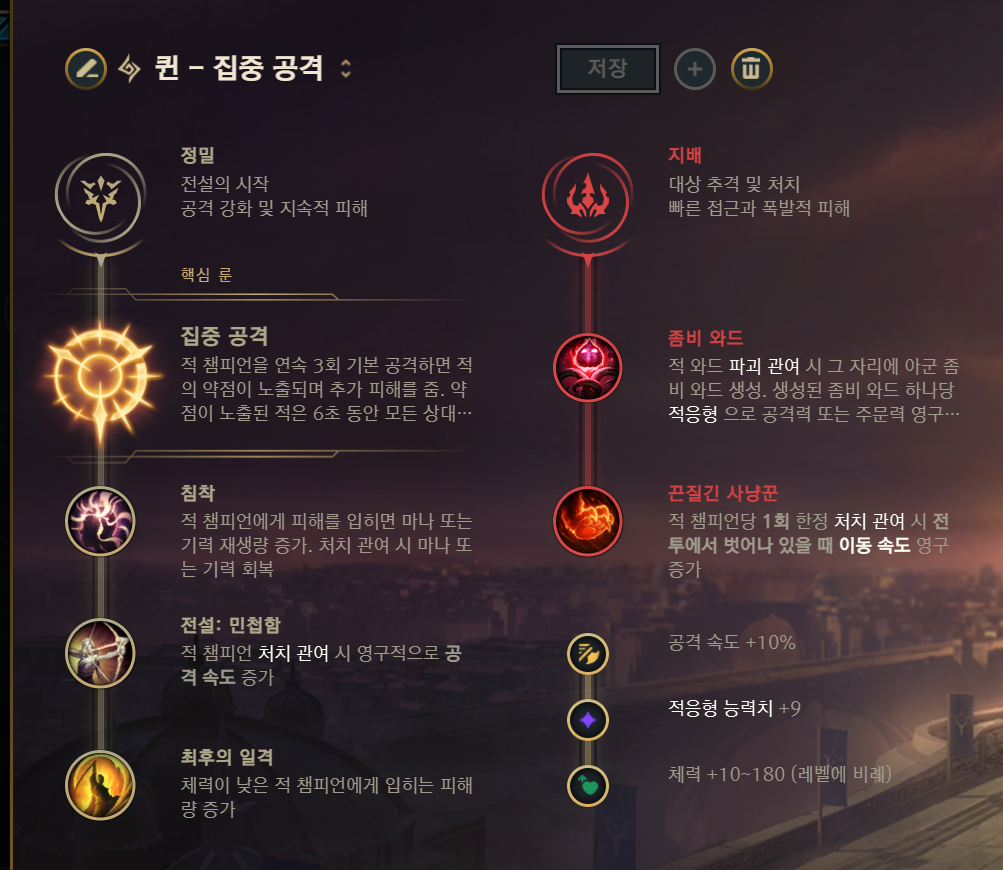 퀸 - 집중 공격
저장
정밀
전설의 시작
공격 강화 및 지속적 피해
핵심 룬
집중 공격
적 챔피언을 연속 3회 기본 공격하면 적
의 약점이 노출되며 추가 피해를 줌. 약
점이 노출된 적은 6초 동안 모든 상대…
침착
적 챔피언에게 피해를 입히면 마나 또는
기력 재생량 증가. 처치 관여 시 마나 또
는 기력 회복
전설: 민첩함
적 챔피언 처치 관여 시 영구적으로 공
격 속도 증가
최후의 일격
체력이 낮은 적 챔피언에게 입히는 피해
량 증가
지배
대상 추격 및 처치
빠른 접근과 폭발적 피해
좀비 와드
적 와드 파괴 관여 시 그 자리에 아군 좀
비 와드 생성. 생성된 좀비 와드 하나당
적응형 으로 공격력 또는 주문력 영구…
끈질긴 사냥꾼
적 챔피언당 1회 한정 처치 관여 시 전
투에서 벗어나 있을 때 이동 속도 영구
증가
공격 속도 +10%
적응형 능력치 +9
체력 +10~180 (레벨에 비례)